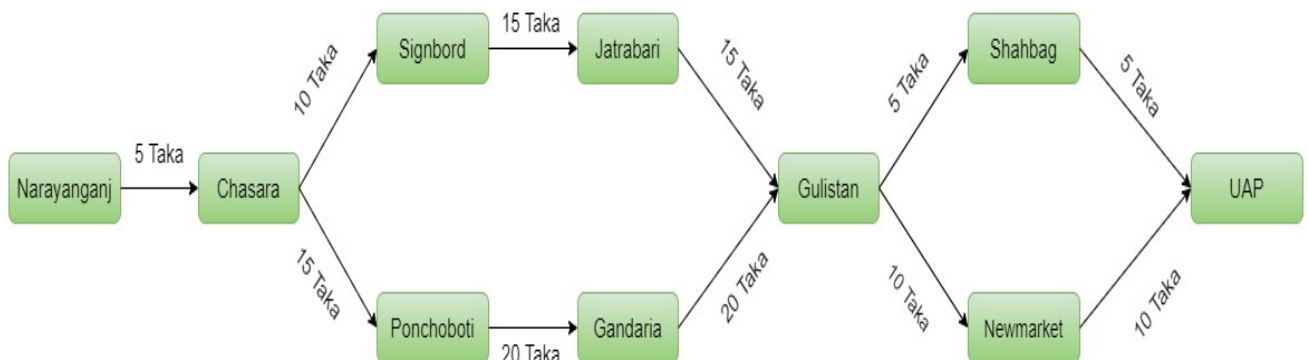 15 Taka
Signbord
Jatrabari
Shahbag
10 Taka
15 Taka
5 Taka
5 Taka
5 Taka
Narayanganj
Chasara
Gulistan
UAP
15 Taka
20 Taka
10 Taka
10 Taka
Ponchoboti
Gandaria
Newmarket
20 Taka